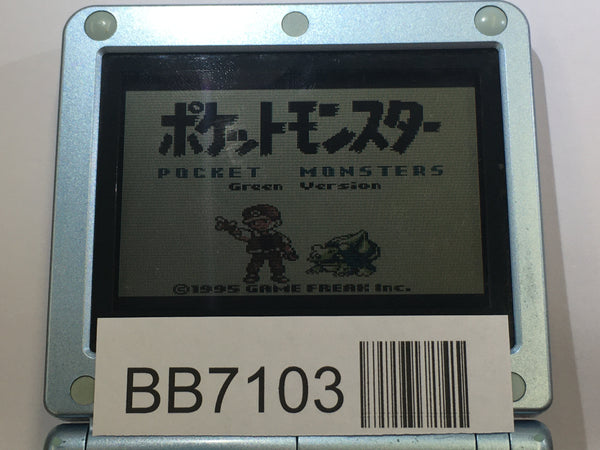 ポケットモンスター
POCKET MONSTERS
Green Version
©1995 GAME FREAK Inc.
BB7103